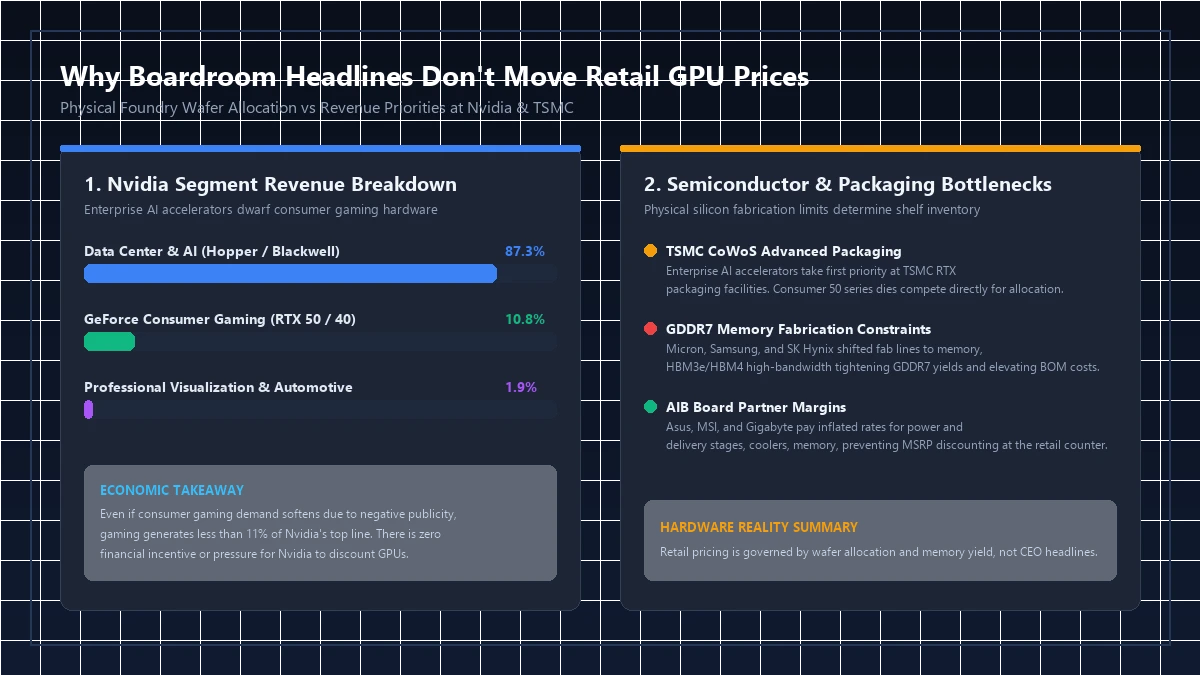 Why Boardroom Headlines Don't Move Retail GPU Prices
Physical Foundry Wafer Allocation vs Revenue Priorities at Nvidia & TSMC
1. Nvidia Segment Revenue Breakdown
Enterprise AI accelerators dwarf consumer gaming hardware
Data Center & AI (Hopper / Blackwell) 87.3%
GeForce Consumer Gaming (RTX 50 / 40) 10.8%
Professional Visualization & Automotive 1.9%
ECONOMIC TAKEAWAY
Even if consumer gaming demand softens due to negative publicity,
gaming generates less than 11% of Nvidia's top line. There is zero
financial incentive or pressure for Nvidia to discount GPUs.
2. Semiconductor & Packaging Bottlenecks
Physical silicon fabrication limits determine shelf inventory
TSMC CoWoS Advanced Packaging
Enterprise AI accelerators take first priority at TSMC RTX
packaging facilities. Consumer 50 series dies compete directly for allocation.
GDDR7 Memory Fabrication Constraints
Micron, Samsung, and SK Hynix shifted fab lines to memory,
HBM3e/HBM4 high-bandwidth tightening GDDR7 yields and elevating BOM costs.
AIB Board Partner Margins
Asus, MSI, and Gigabyte pay inflated rates for power and
delivery stages, coolers, memory, preventing MSRP discounting at the retail counter.
HARDWARE REALITY SUMMARY
Retail pricing is governed by wafer allocation and memory yield, not CEO headlines.